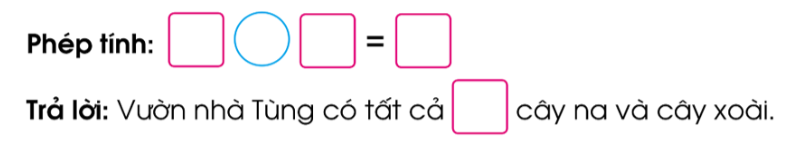 Phép tính: =
Trả lời: Vườn nhà Tùng có tất cả cây na và cây xoài.